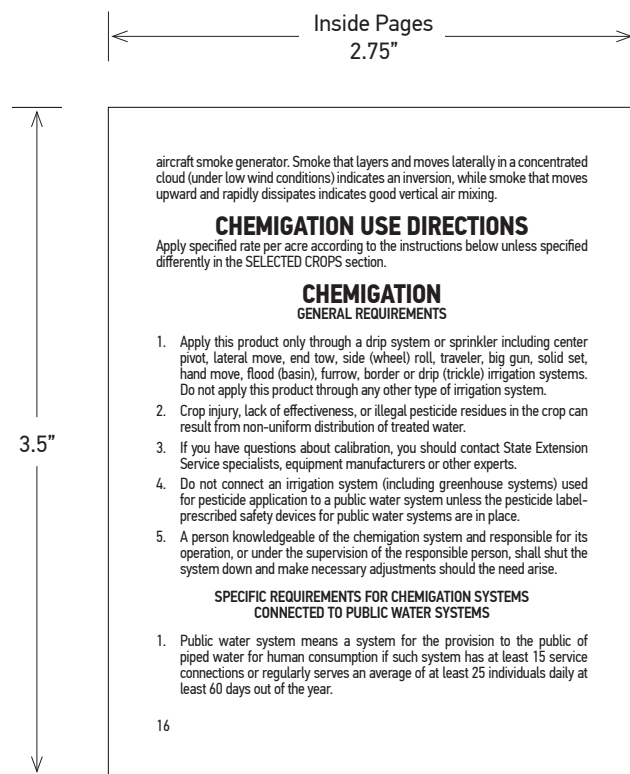 Inside Pages
2.75”
3.5”
aircraft smoke generator. Smoke that layers and moves laterally in a concentrated
cloud (under low wind conditions) indicates an inversion, while smoke that moves
upward and rapidly dissipates indicates good vertical air mixing.
CHEMIGATION USE DIRECTIONS
Apply specified rate per acre according to the instructions below unless specified
differently in the SELECTED CROPS section.
CHEMIGATION
GENERAL REQUIREMENTS
1. Apply this product only through a drip system or sprinkler including center
pivot, lateral move, end tow, side (wheel) roll, traveler, big gun, solid set,
hand move, flood (basin), furrow, border or drip (trickle) irrigation systems.
Do not apply this product through any other type of irrigation system.
2. Crop injury, lack of effectiveness, or illegal pesticide residues in the crop can
result from non-uniform distribution of treated water.
3. If you have questions about calibration, you should contact State Extension
Service specialists, equipment manufacturers or other experts.
4. Do not connect an irrigation system (including greenhouse systems) used
for pesticide application to a public water system unless the pesticide label-
prescribed safety devices for public water systems are in place.
5. A person knowledgeable of the chemigation system and responsible for its
operation, or under the supervision of the responsible person, shall shut the
system down and make necessary adjustments should the need arise.
SPECIFIC REQUIREMENTS FOR CHEMIGATION SYSTEMS
CONNECTED TO PUBLIC WATER SYSTEMS
1. Public water system means a system for the provision to the public of
piped water for human consumption if such system has at least 15 service
connections or regularly serves an average of at least 25 individuals daily at
least 60 days out of the year.
16